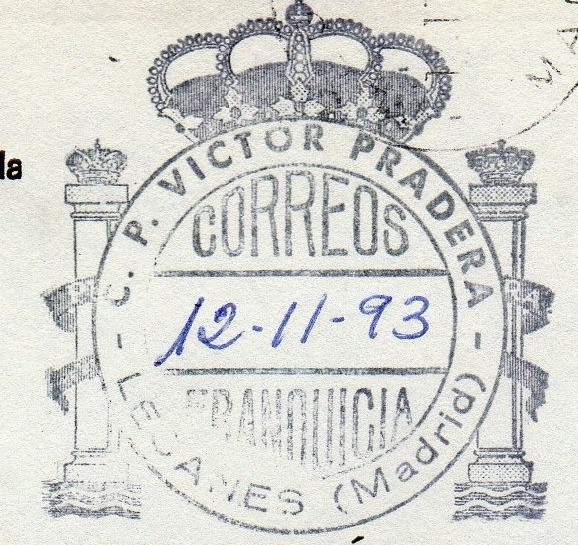 la
C. P. VICTOR PRADERA
CORREOS
12-11-93
FRANQUICIA
- LEGANES (Madrid) -